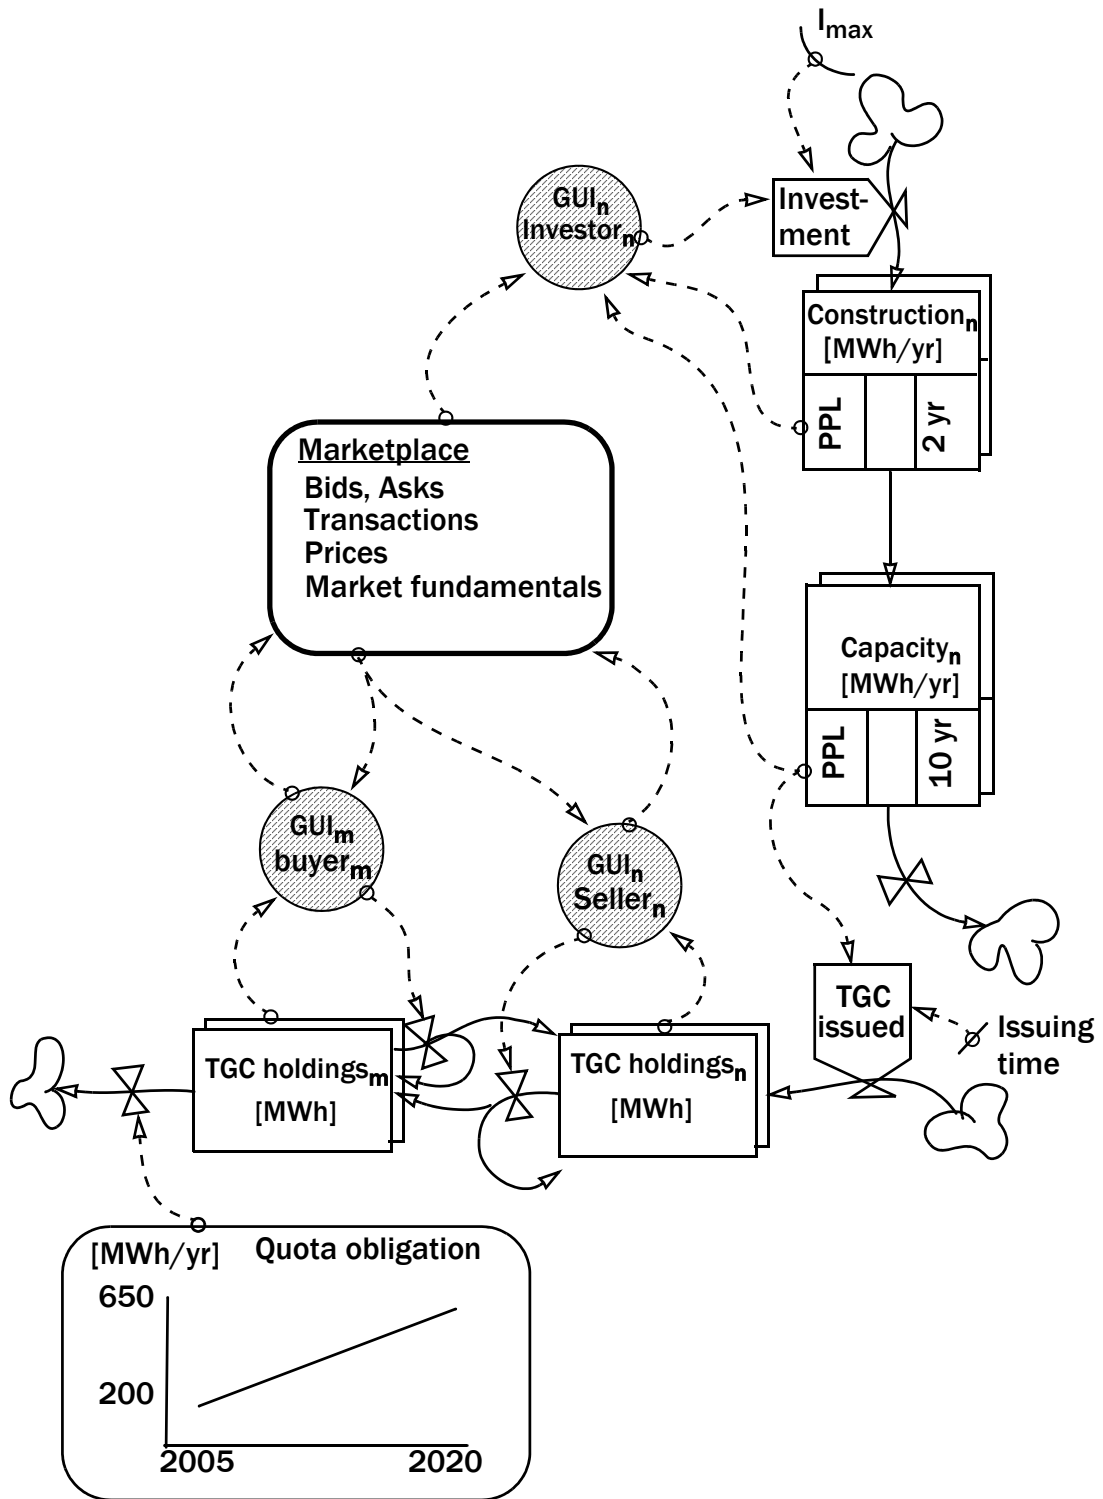 Imax
GUIn
Investorn
Invest-
ment
Constructionn
[MWh/yr]
PPL
2 yr
Marketplace
Bids, Asks
Transactions
Prices
Market fundamentals
Capacityn
[MWh/yr]
PPL
10 yr
GUIm
buyerm
GUIn
Sellern
TGC
issued
Issuing
time
TGC holdingsm
[MWh]
TGC holdingsn
[MWh]
[MWh/yr] Quota obligation
650
200
2005 2020